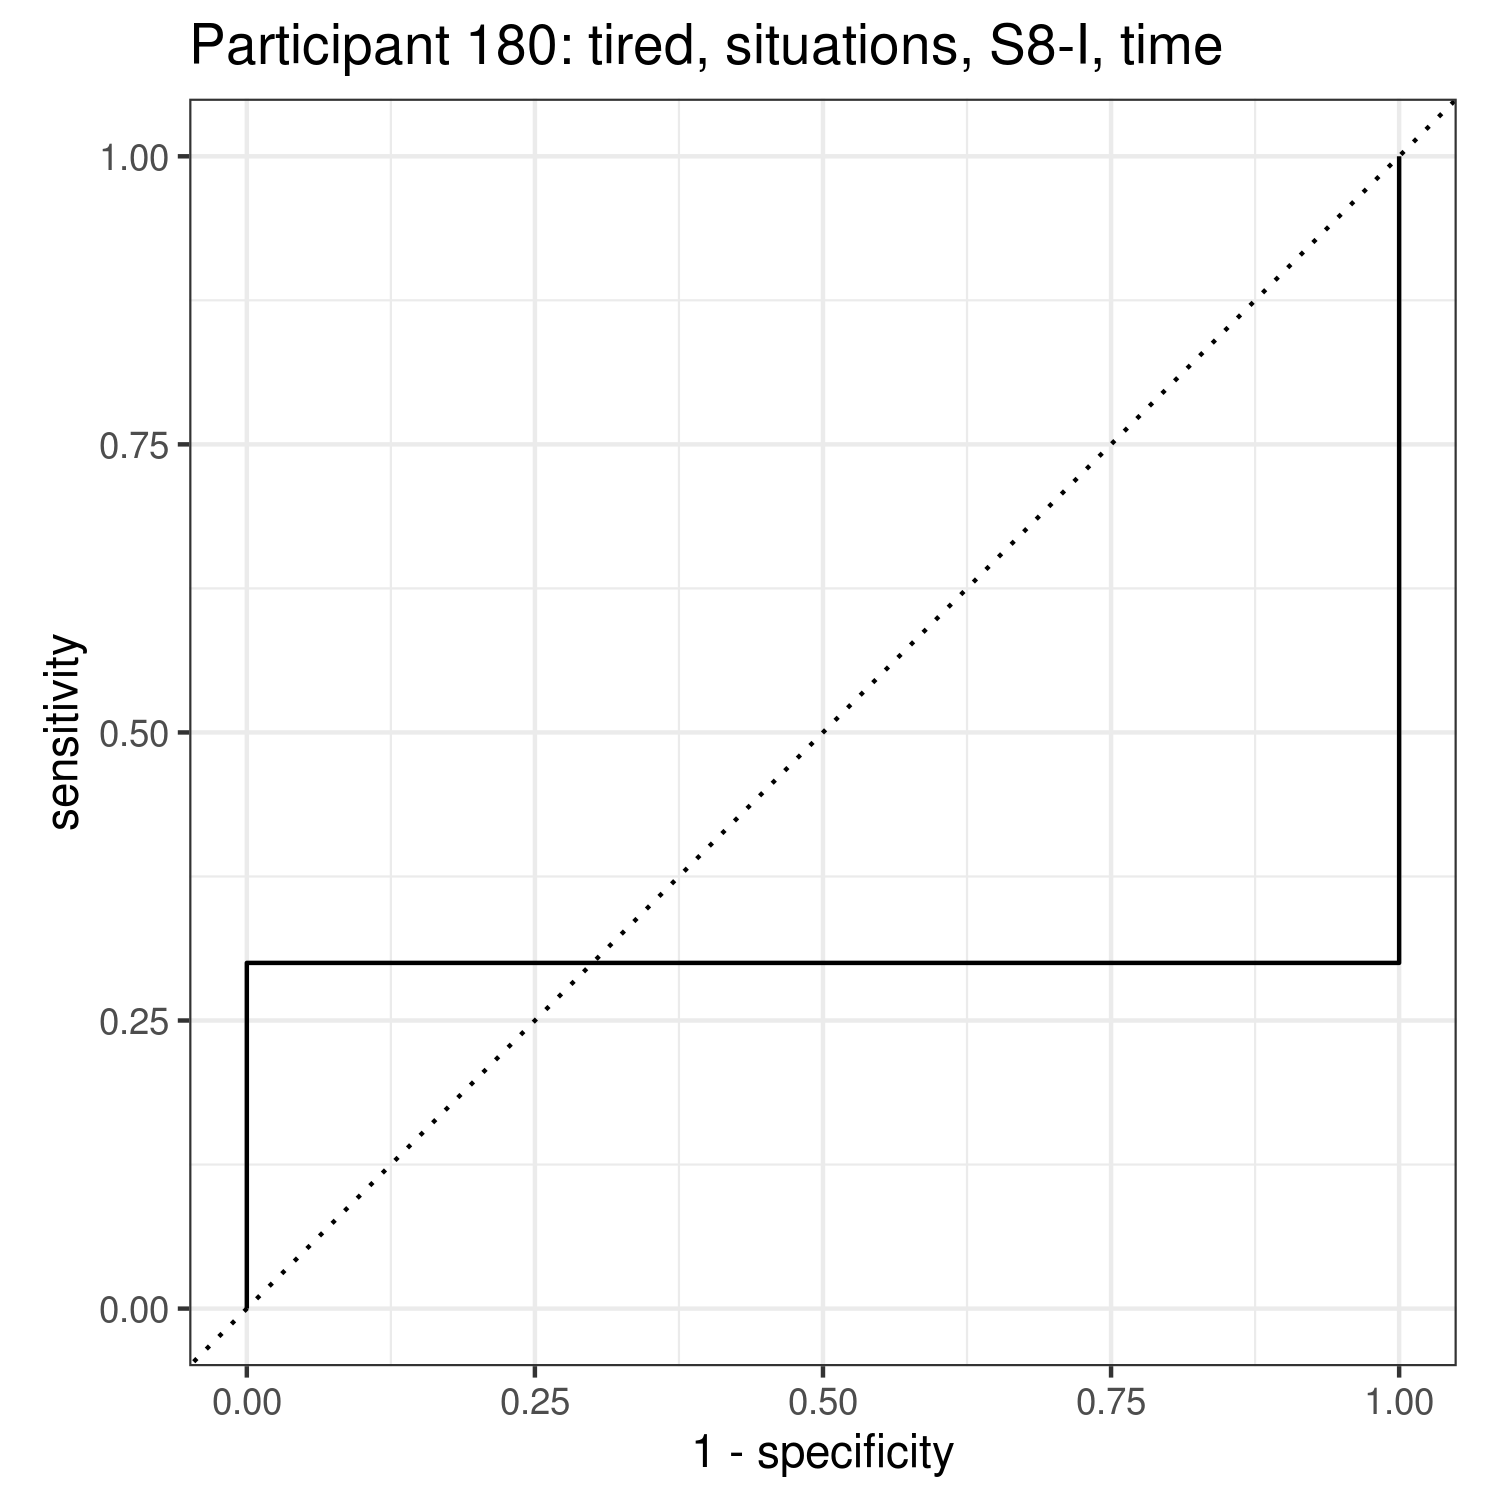 Participant 180: tired, situations, S8-I, time
1.00
0.75
0.50
0.25
0.00
sensitivity
0.00 0.25 0.50 0.75 1.00
1 - specificity